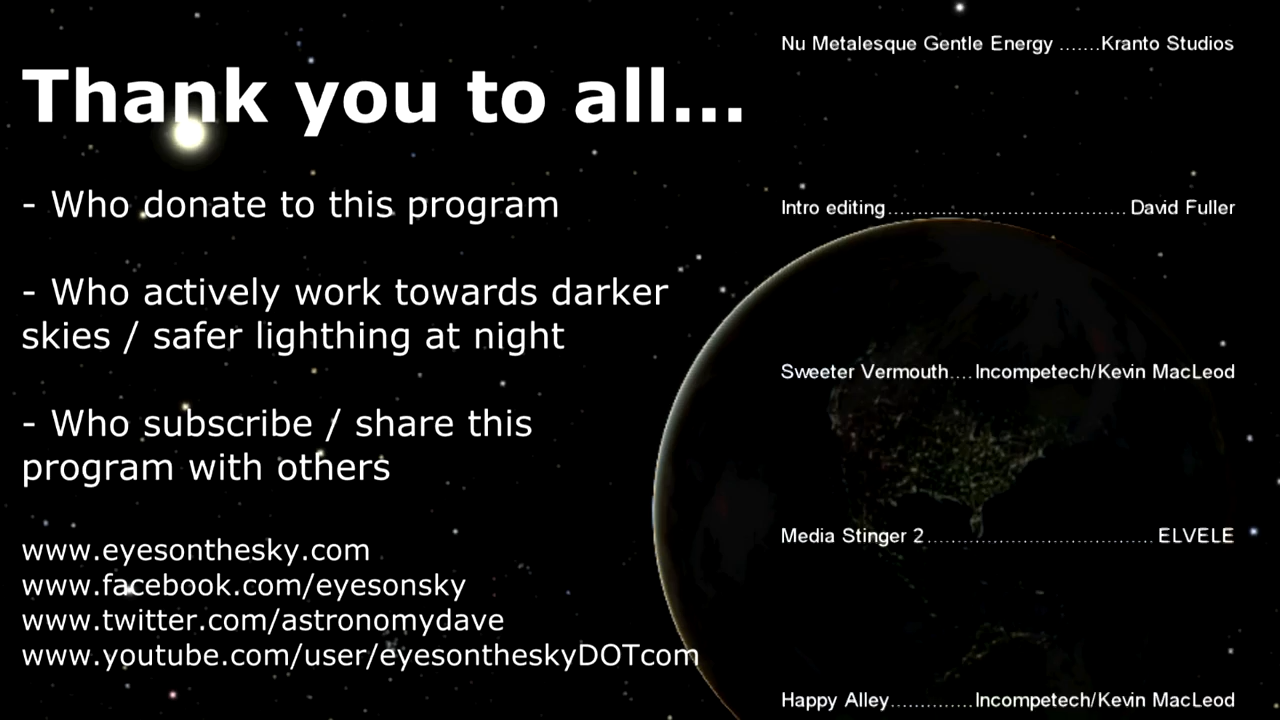 Thank you to all...
- Who donate to this program
- Who actively work towards darker
skies / safer lighthing at night
- Who subscribe / share this
program with others
www.eyesonthesky.com
www.facebook.com/eyesonsky
www.twitter.com/astronomydave
www.youtube.com/user/eyesontheskyDOTcom
Nu Metalesque Gentle Energy .......Kranto Studios
Intro editing.................................... David Fuller
Sweeter Vermouth....Incompetech/Kevin MacLeod
Media Stinger 2.................................. ELVELE
Happy Alley..............Incompetech/Kevin MacLeod